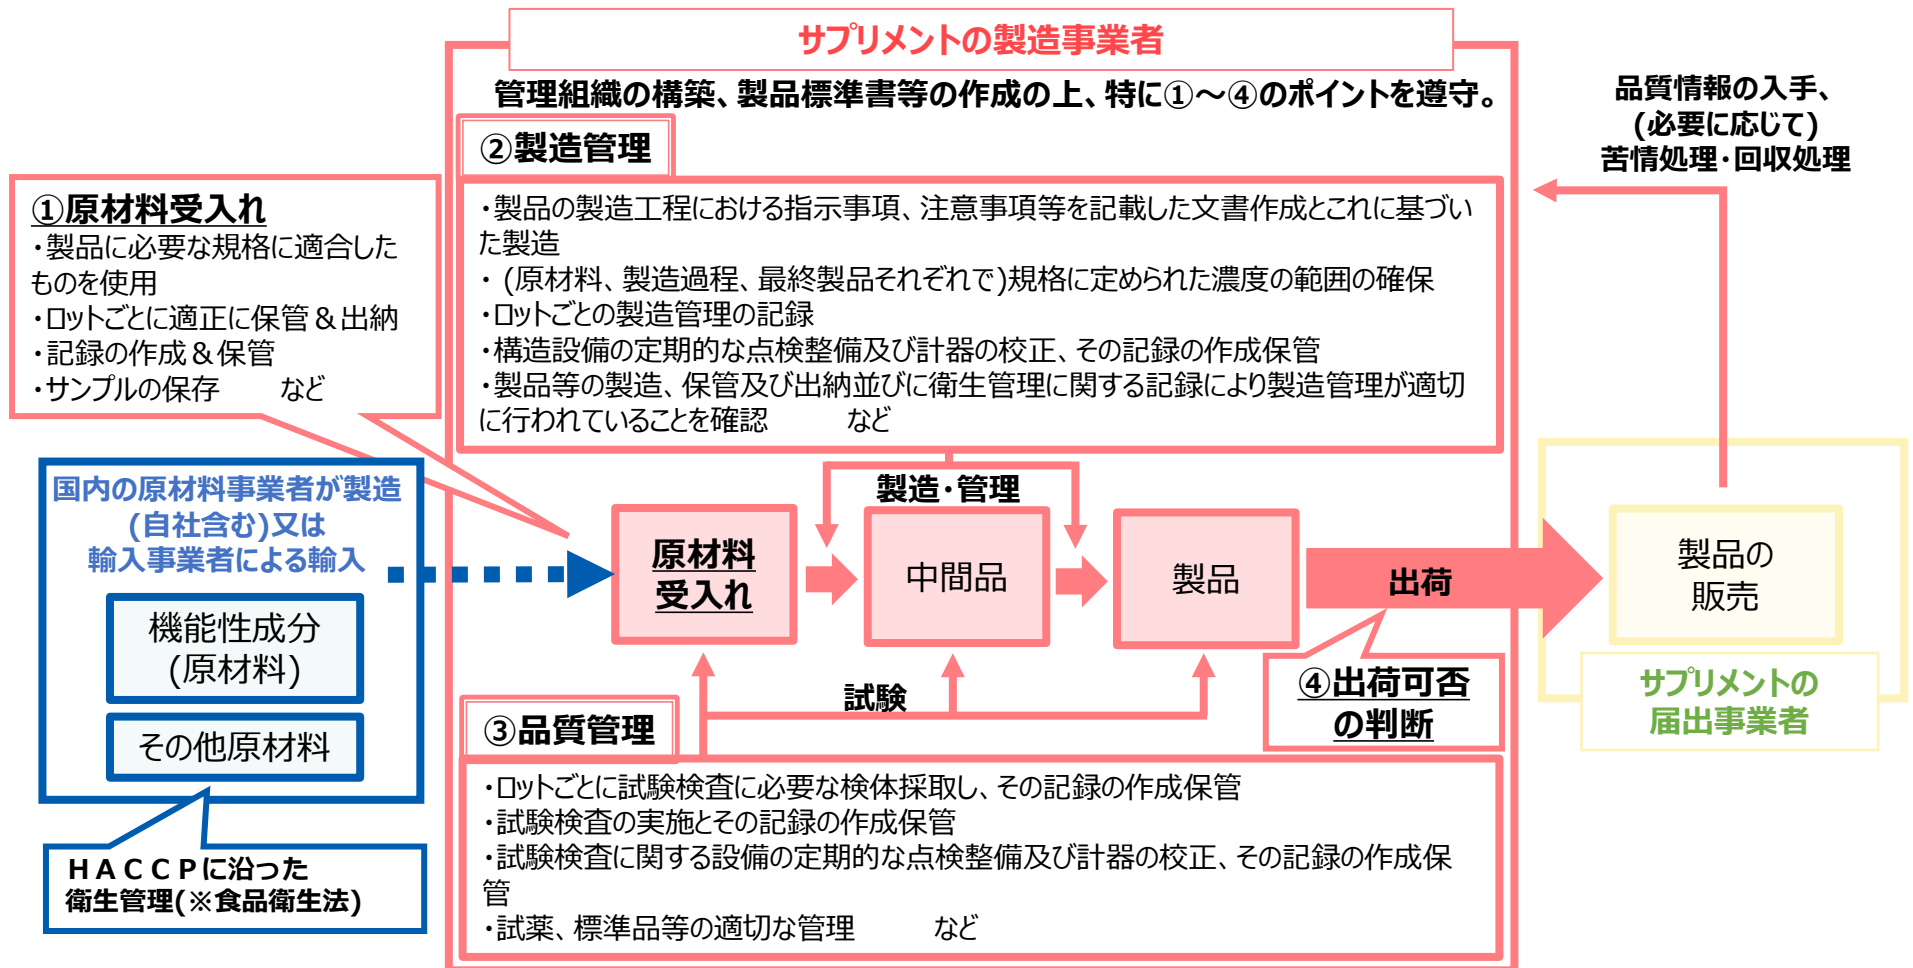 サプリメントの製造事業者
管理組織の構築、製品標準書等の作成の上、特に①～④のポイントを遵守。
②製造管理
・製品の製造工程における指示事項、注意事項等を記載した文書作成とこれに基づい
た製造
・ (原材料、製造過程、最終製品それぞれで)規格に定められた濃度の範囲の確保
・ロットごとの製造管理の記録
・構造設備の定期的な点検整備及び計器の校正、その記録の作成保管
・製品等の製造、保管及び出納並びに衛生管理に関する記録により製造管理が適切
に行われていることを確認　　　など
①原材料受入れ
・製品に必要な規格に適合した
ものを使用
・ロットごとに適正に保管＆出納
・記録の作成＆保管
・サンプルの保存　　など
品質情報の入手、
(必要に応じて)
苦情処理・回収処理
国内の原材料事業者が製造
(自社含む)又は
輸入事業者による輸入
機能性成分
(原材料)
その他原材料
ＨＡＣＣＰに沿った
衛生管理(※食品衛生法)
製造・管理
原材料
受入れ
中間品
製品
出荷
製品の
販売
サプリメントの
届出事業者
④出荷可否
の判断
試験
③品質管理
・ロットごとに試験検査に必要な検体採取し、その記録の作成保管
・試験検査の実施とその記録の作成保管
・試験検査に関する設備の定期的な点検整備及び計器の校正、その記録の作成保
管
・試薬、標準品等の適切な管理　　　など